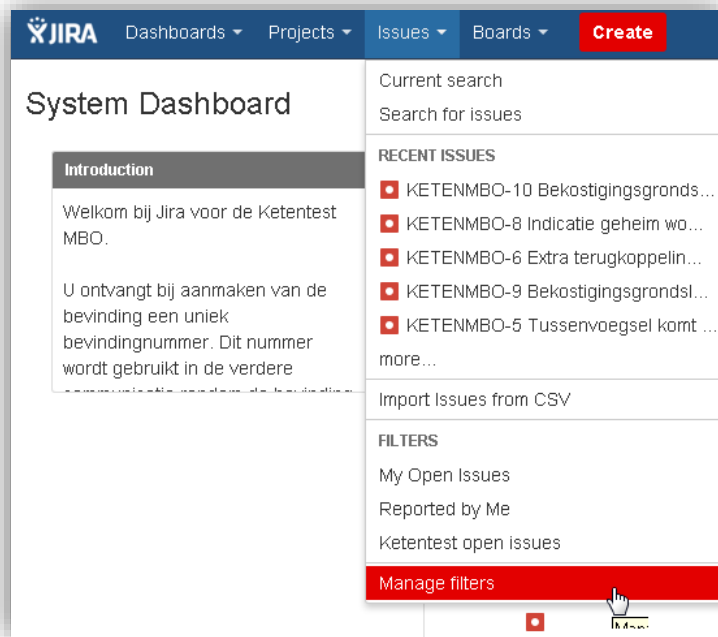 JIRA Dashboards Projects Issues Boards Create
System Dashboard
Introduction
Welkom bij Jira voor de Ketentest
MBO.
U ontvangt bij aanmaken van de
bevinding een uniek
bevindingnummer. Dit nummer
wordt gebruikt in de verdere
Current search
Search for issues
RECENT ISSUES
KETENMBO-10 Bekostigingsgronds...
KETENMBO-8 Indicatie geheim wo...
KETENMBO-6 Extra terugkoppelin...
KETENMBO-9 Bekostigingsgrondsl...
KETENMBO-5 Tussenvoegsel komt ...
more...
Import Issues from CSV
FILTERS
My Open Issues
Reported by Me
Ketentest open issues
Manage filters